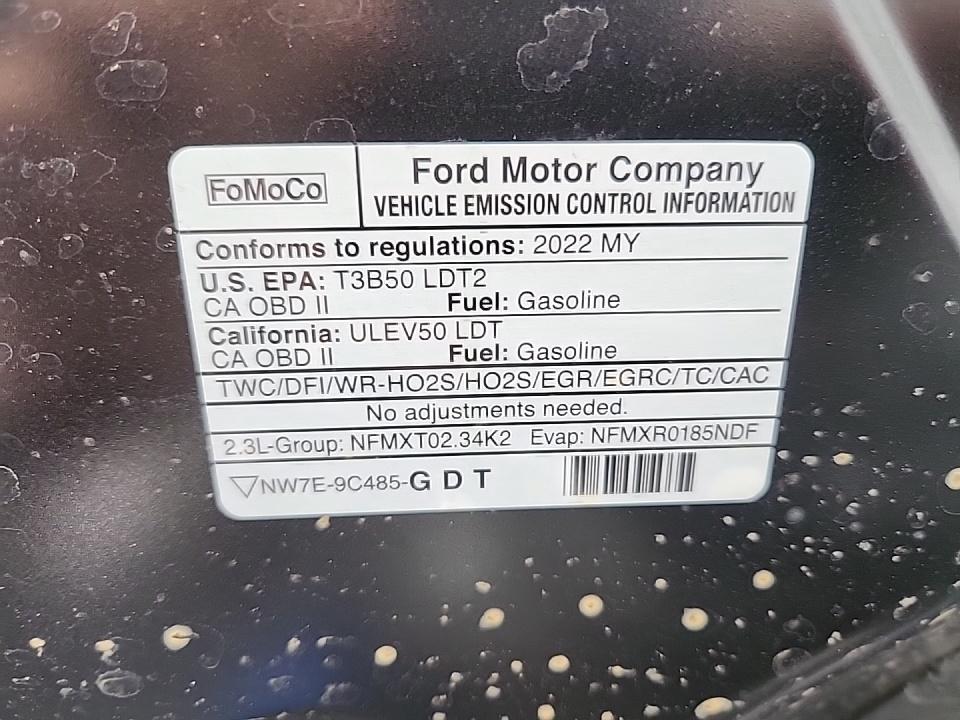 FoMoCo
Ford Motor Company
VEHICLE EMISSION CONTROL INFORMATION
Conforms to regulations: 2022 MY
U.S. EPA: T3B50 LDT2
CA OBD II Fuel: Gasoline
California: ULEV50 LDT
CA OBD II Fuel: Gasoline
TWC/DFI/WR-HO2S/HO2S/EGR/EGRC/TC/CAC
No adjustments needed.
2.3L-Group: NFMXT02.34K2 Evap: NFMXR0185NDF
NW7E-9C485-G D T